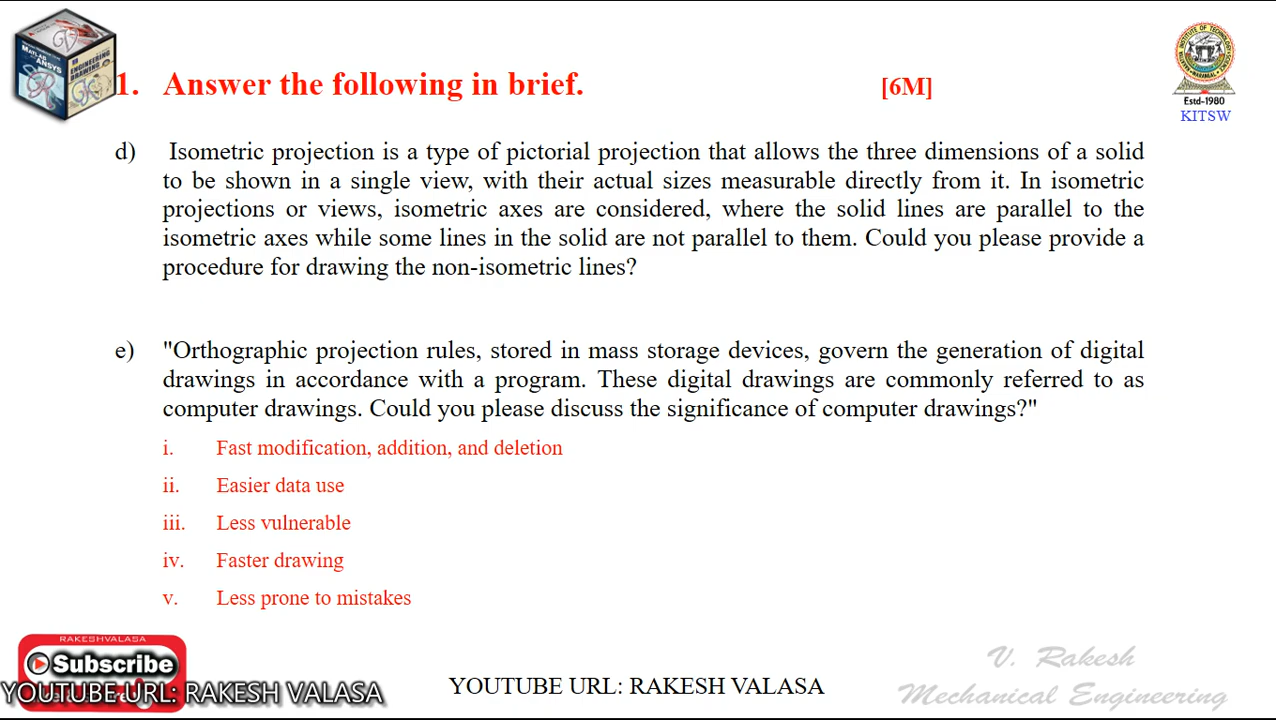 MATLAB
ANSYS
ENGINEERING
DRAWING
1. Answer the following in brief. [6M]
Estd-1980
KITSW
d) Isometric projection is a type of pictorial projection that allows the three dimensions of a solid
to be shown in a single view, with their actual sizes measurable directly from it. In isometric
projections or views, isometric axes are considered, where the solid lines are parallel to the
isometric axes while some lines in the solid are not parallel to them. Could you please provide a
procedure for drawing the non-isometric lines?
e) "Orthographic projection rules, stored in mass storage devices, govern the generation of digital
drawings in accordance with a program. These digital drawings are commonly referred to as
computer drawings. Could you please discuss the significance of computer drawings?"
i. Fast modification, addition, and deletion
ii. Easier data use
iii. Less vulnerable
iv. Faster drawing
v. Less prone to mistakes
RAKESHVALASA
Subscribe
YOUTUBE URL: RAKESH VALASA
YOUTUBE URL: RAKESH VALASA
V. Rakesh
Mechanical Engineering